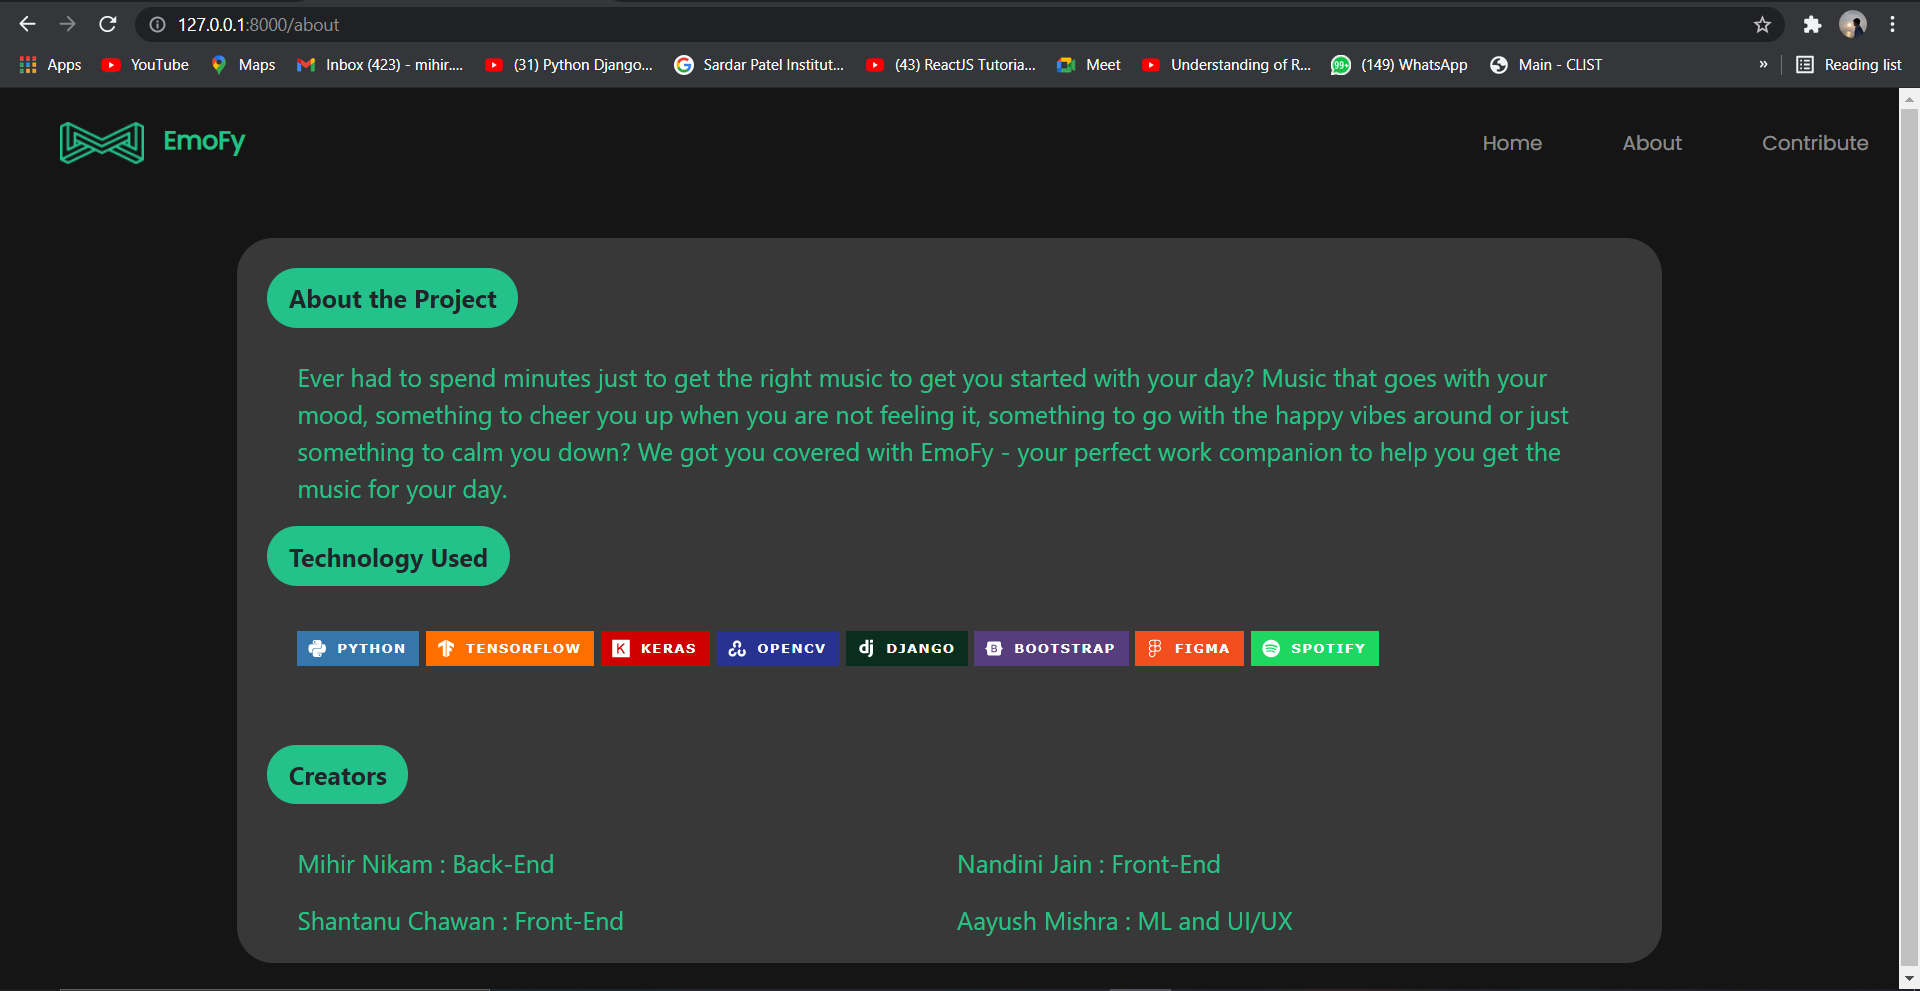 127.0.0.1:8000/about
Apps YouTube Maps Inbox (423) - mihir.... (31) Python Django... Sardar Patel Institut... (43) ReactJS Tutoria... Meet Understanding of R... 99+ (149) WhatsApp Main - CLIST » Reading list
EmoFy Home About Contribute
About the Project
Ever had to spend minutes just to get the right music to get you started with your day? Music that goes with your
mood, something to cheer you up when you are not feeling it, something to go with the happy vibes around or just
something to calm you down? We got you covered with EmoFy - your perfect work companion to help you get the
music for your day.
Technology Used
PYTHON TENSORFLOW K KERAS OPENCV dj DJANGO B BOOTSTRAP FIGMA SPOTIFY
Creators
Mihir Nikam : Back-End Nandini Jain : Front-End
Shantanu Chawan : Front-End Aayush Mishra : ML and UI/UX